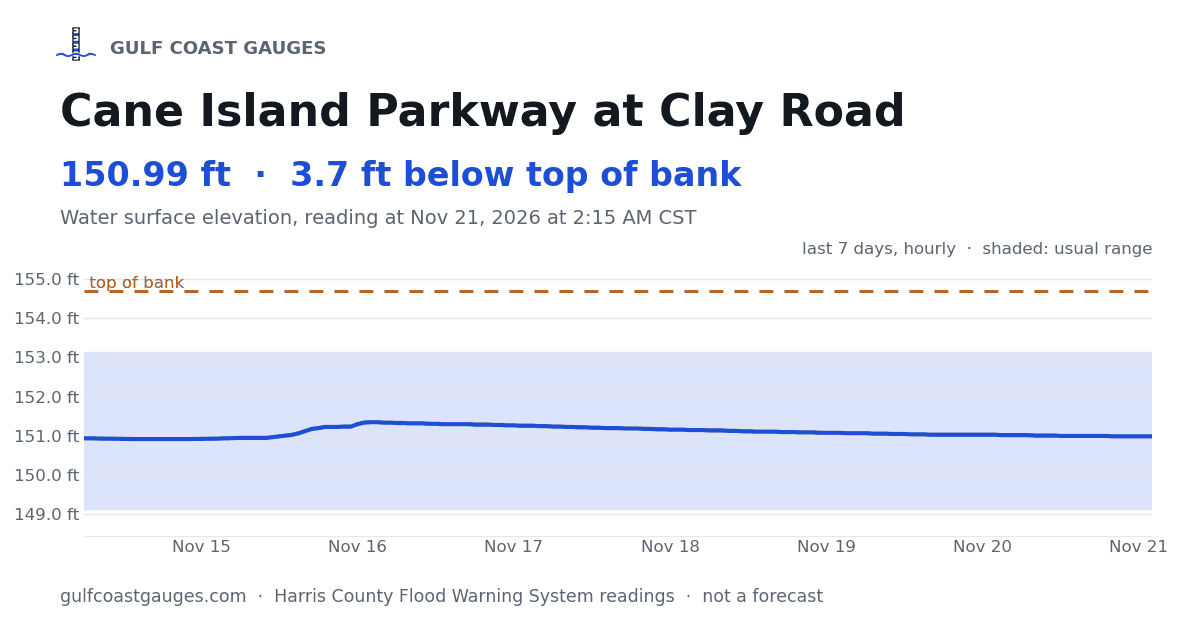 GULF COAST GAUGES
Cane Island Parkway at Clay Road
150.99 ft · 3.7 ft below top of bank
Water surface elevation, reading at Nov 21, 2026 at 2:15 AM CST
last 7 days, hourly · shaded: usual range
155.0 ft
top of bank
154.0 ft
153.0 ft
152.0 ft
151.0 ft
150.0 ft
149.0 ft
Nov 15 Nov 16 Nov 17 Nov 18 Nov 19 Nov 20 Nov 21
gulfcoastgauges.com · Harris County Flood Warning System readings · not a forecast